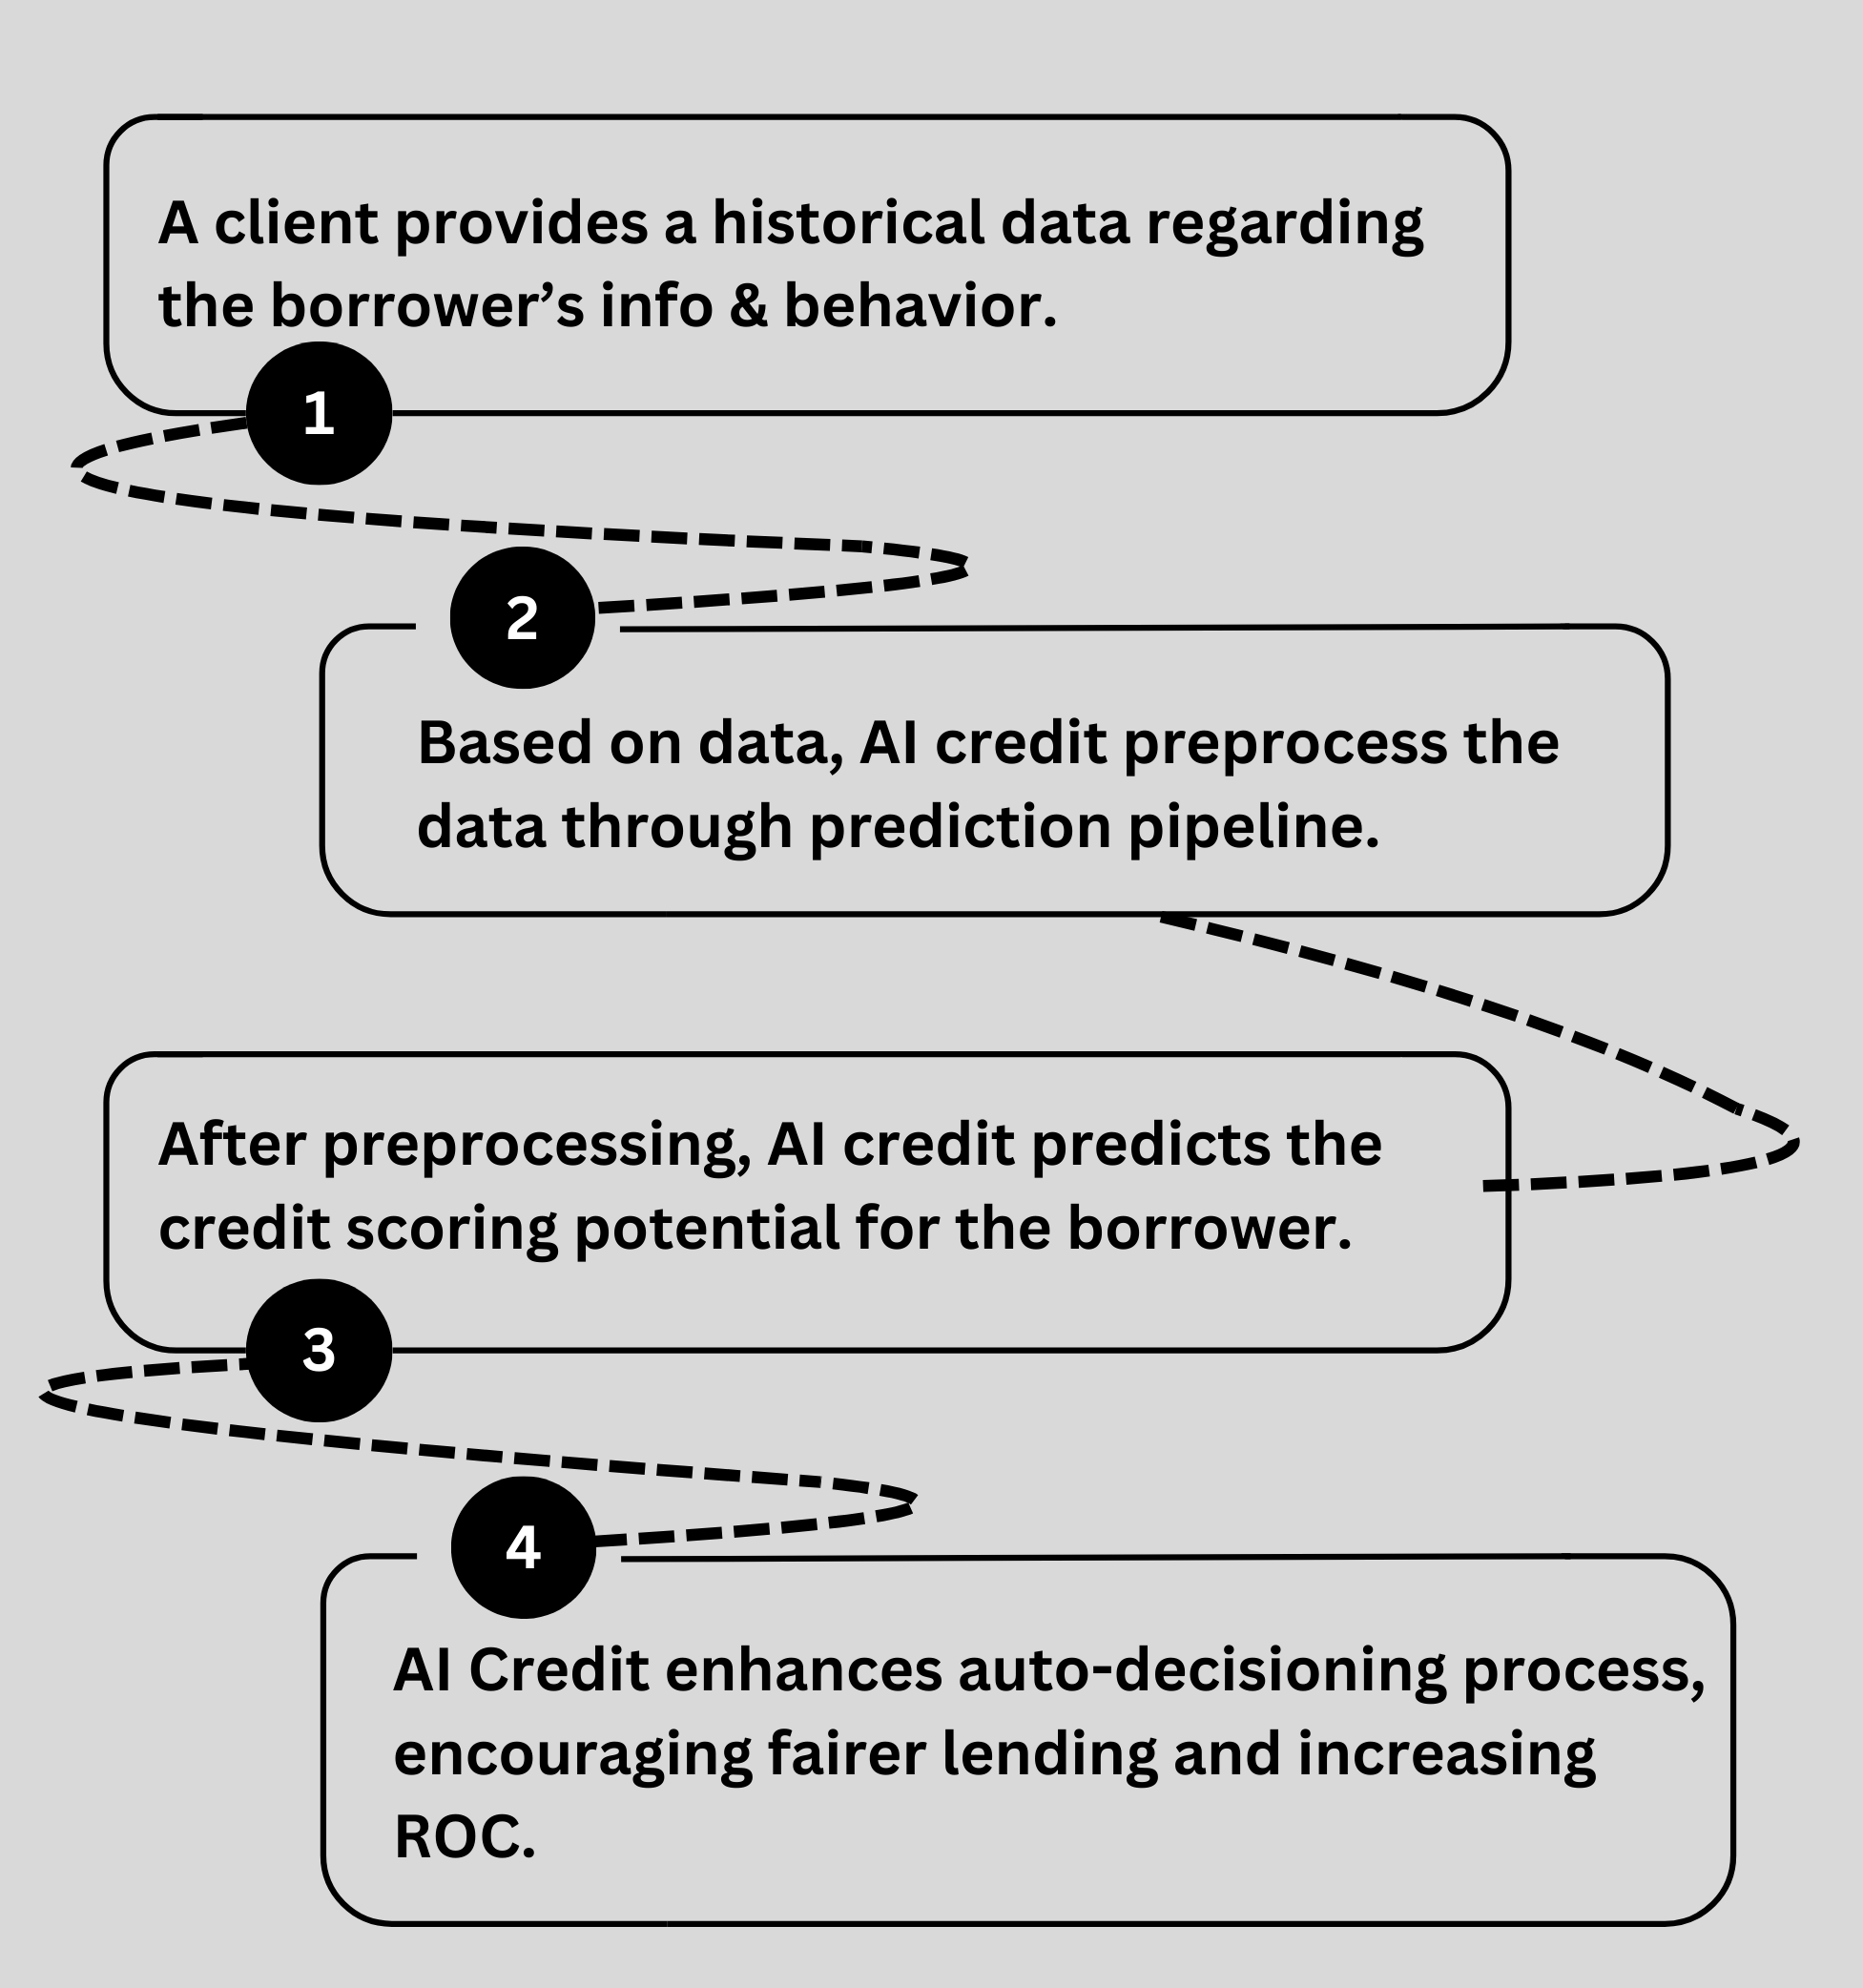 A client provides a historical data regarding
the borrower’s info & behavior.
1
2
Based on data, AI credit preprocess the
data through prediction pipeline.
After preprocessing, AI credit predicts the
credit scoring potential for the borrower.
3
4
AI Credit enhances auto-decisioning process,
encouraging fairer lending and increasing
ROC.